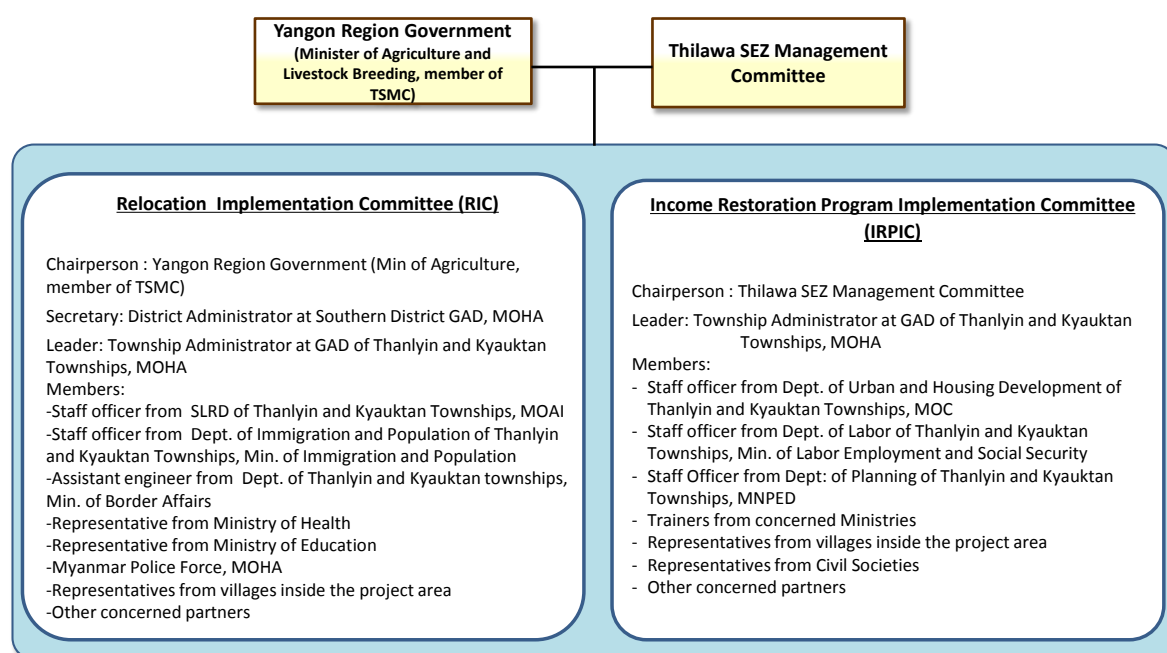 Yangon Region Government
(Minister of Agriculture and
Livestock Breeding, member of
TSMC)
Thilawa SEZ Management
Committee
Relocation Implementation Committee (RIC)
Chairperson : Yangon Region Government (Min of Agriculture,
member of TSMC)
Secretary: District Administrator at Southern District GAD, MOHA
Leader: Township Administrator at GAD of Thanlyin and Kyauktan
Townships, MOHA
Members:
-Staff officer from SLRD of Thanlyin and Kyauktan Townships, MOAI
-Staff officer from Dept. of Immigration and Population of Thanlyin
and Kyauktan Townships, Min. of Immigration and Population
-Assistant engineer from Dept. of Thanlyin and Kyauktan townships,
Min. of Border Affairs
-Representative from Ministry of Health
-Representative from Ministry of Education
-Myanmar Police Force, MOHA
-Representatives from villages inside the project area
-Other concerned partners
Income Restoration Program Implementation Committee
(IRPIC)
Chairperson : Thilawa SEZ Management Committee
Leader: Township Administrator at GAD of Thanlyin and Kyauktan
Townships, MOHA
Members:
- Staff officer from Dept. of Urban and Housing Development of
Thanlyin and Kyauktan Townships, MOC
- Staff officer from Dept. of Labor of Thanlyin and Kyauktan
Townships, Min. of Labor Employment and Social Security
- Staff Officer from Dept: of Planning of Thanlyin and Kyauktan
Townships, MNPED
- Trainers from concerned Ministries
- Representatives from villages inside the project area
- Representatives from Civil Societies
- Other concerned partners